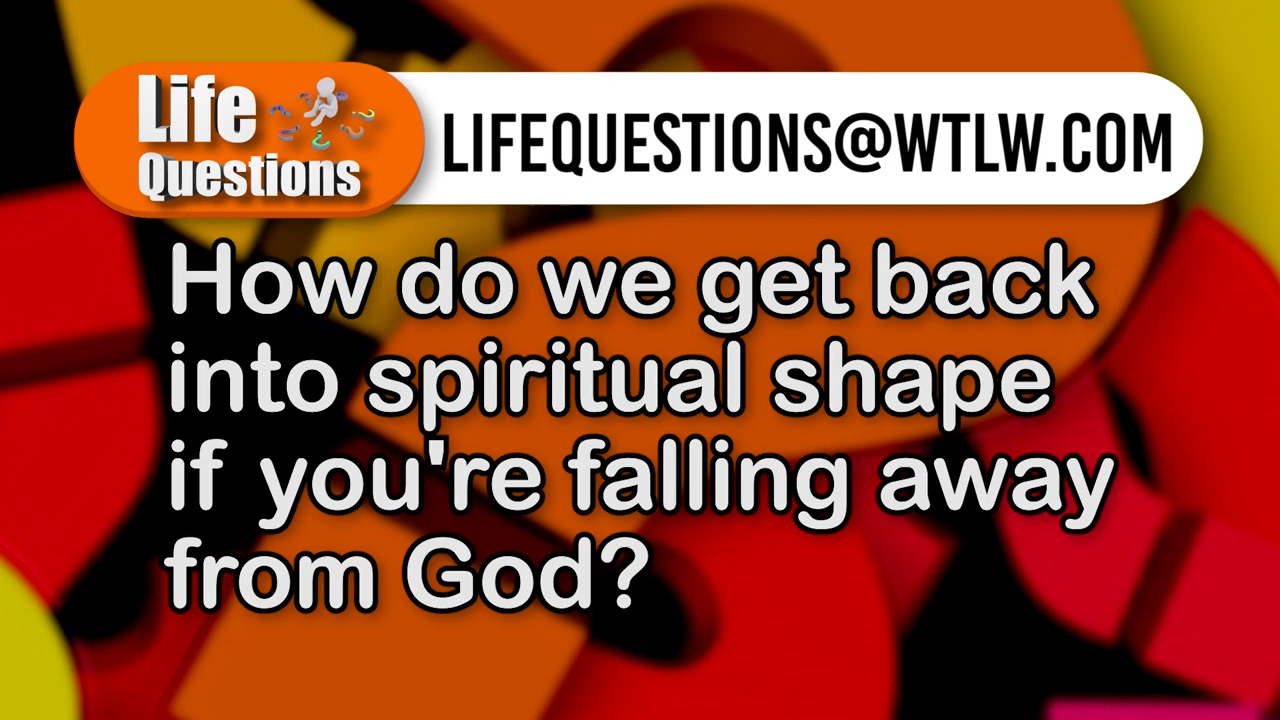 Life
Questions
LIFEQUESTIONS@WTLW.COM
How do we get back
into spiritual shape
if you're falling away
from God?